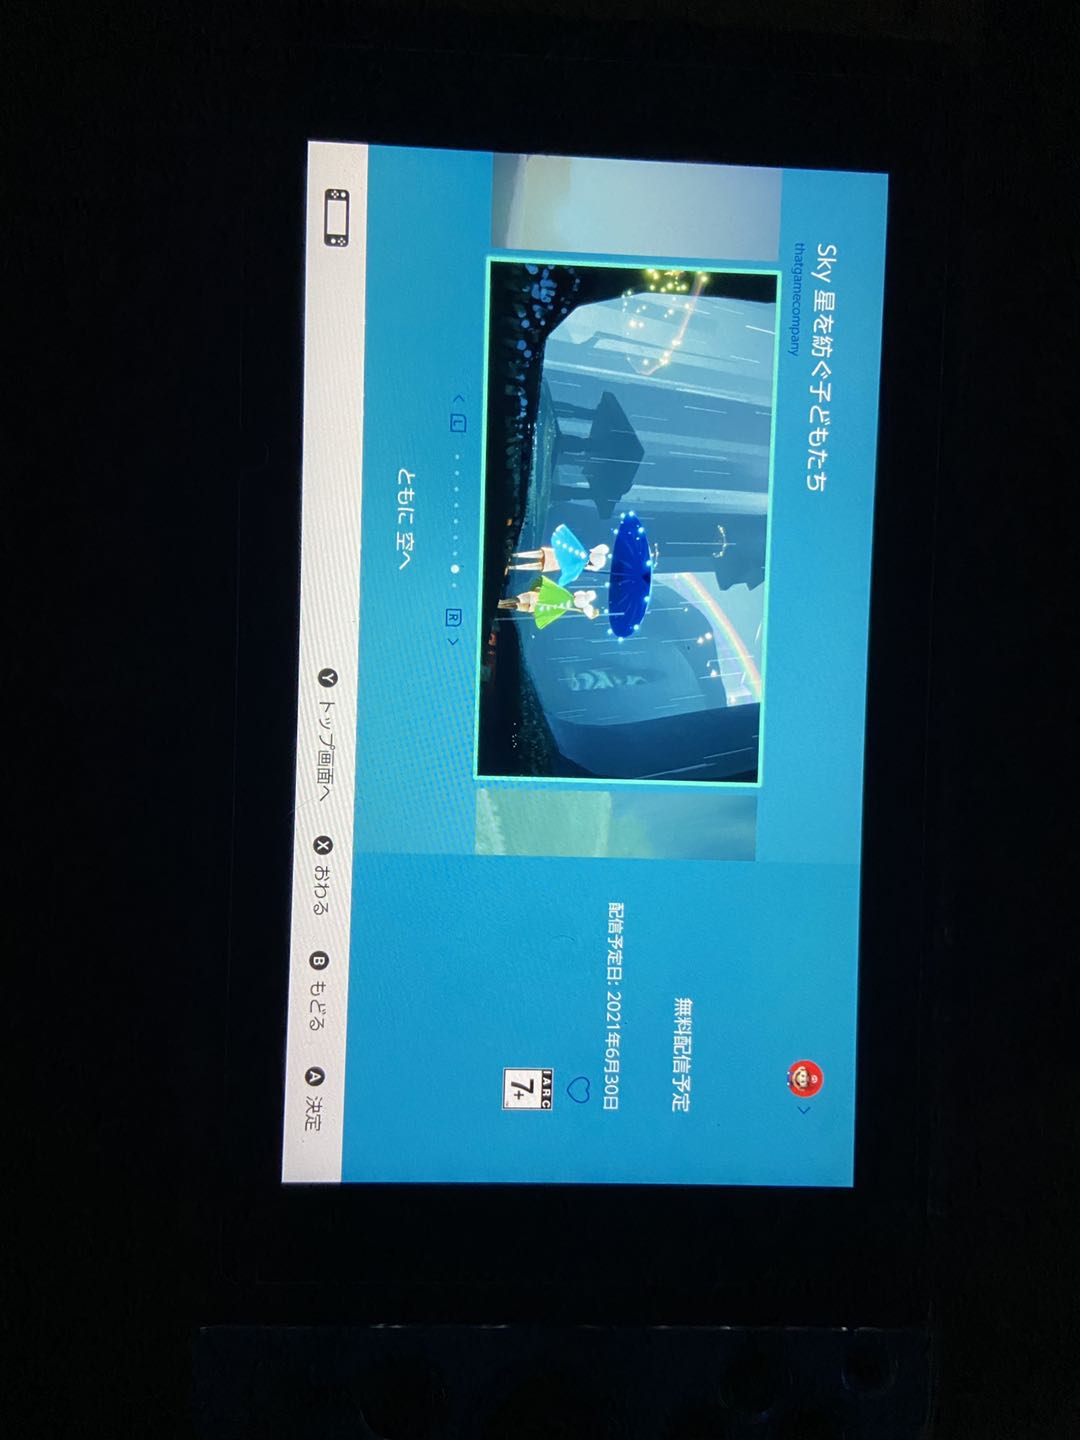 Sky 星を紡ぐ子どもたち
thatgamecompany
L
R
ともに 空へ
無料配信予定
配信予定日: 2021年6月30日
IARC
7+
Y トップ画面へ
X おわる
B もどる
A 決定